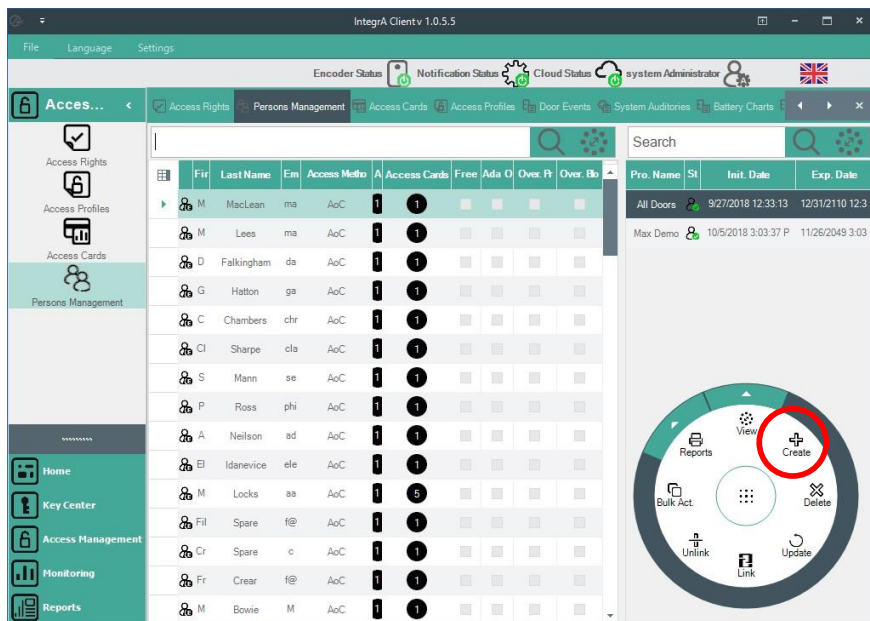 IntegrA Client v 1.0.5.5
File Language Settings
Encoder Status Notification Status Cloud Status system Administrator
Acces...
Access Rights Persons Management Access Cards Access Profiles Door Events System Auditories Battery Charts E
Access Rights
Access Profiles
Access Cards
Persons Management
Search
Fir Last Name Em Access Metho A Access Cards Free Ada O Over. Pr Over. Blo
M MacLean ma AoC 1 1
M Lees ma AoC 1 1
D Falkingham da AoC 1 1
G Hatton ga AoC 1 1
C Chambers chr AoC 1 1
Cl Sharpe cla AoC 1 1
S Mann se AoC 1 1
P Ross phi AoC 1 1
A Neilson ad AoC 1 1
El Idanevice ele AoC 1 1
M Locks aa AoC 1 5
Fil Spare f@ AoC 1 1
Cr Spare c AoC 1 1
Fr Crear f@ AoC 1 1
M Bowie M AoC 1 1
Pro. Name St Init. Date Exp. Date
All Doors 9/27/2018 12:33:13 12/31/2110 12:3
Max Demo 10/5/2018 3:03:37 P 11/26/2049 3:03
View
Create
Delete
Update
Link
Unlink
Bulk Act.
Reports
Home
Key Center
Access Management
Monitoring
Reports